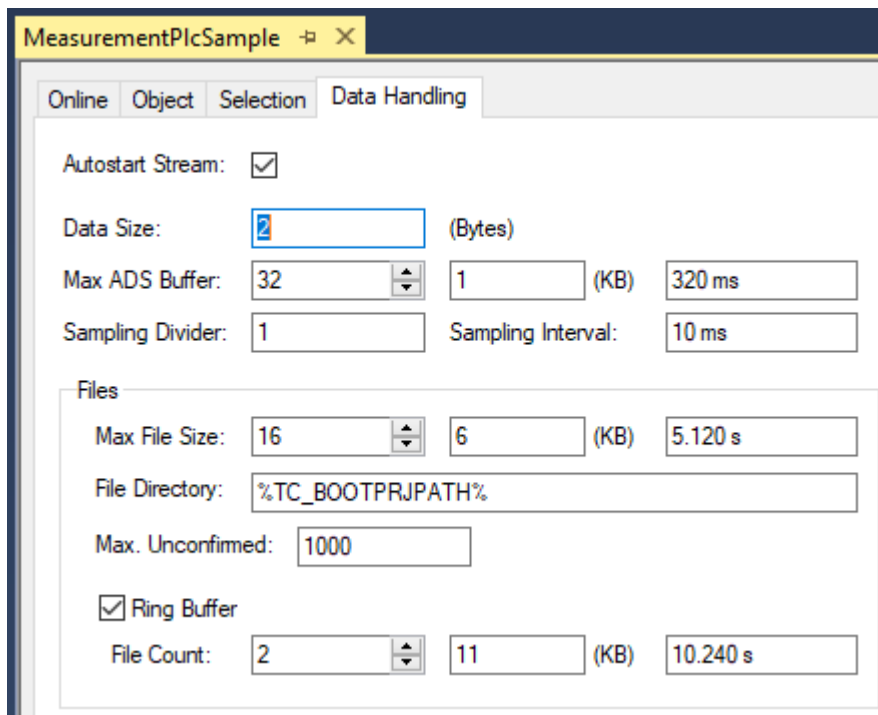 MeasurementPlcSample
Online Object Selection Data Handling
Autostart Stream:
Data Size: 2 (Bytes)
Max ADS Buffer: 32 1 (KB) 320 ms
Sampling Divider: 1 Sampling Interval: 10 ms
Files
Max File Size: 16 6 (KB) 5.120 s
File Directory: %TC_BOOTPRJPATH%
Max. Unconfirmed: 1000
Ring Buffer
File Count: 2 11 (KB) 10.240 s